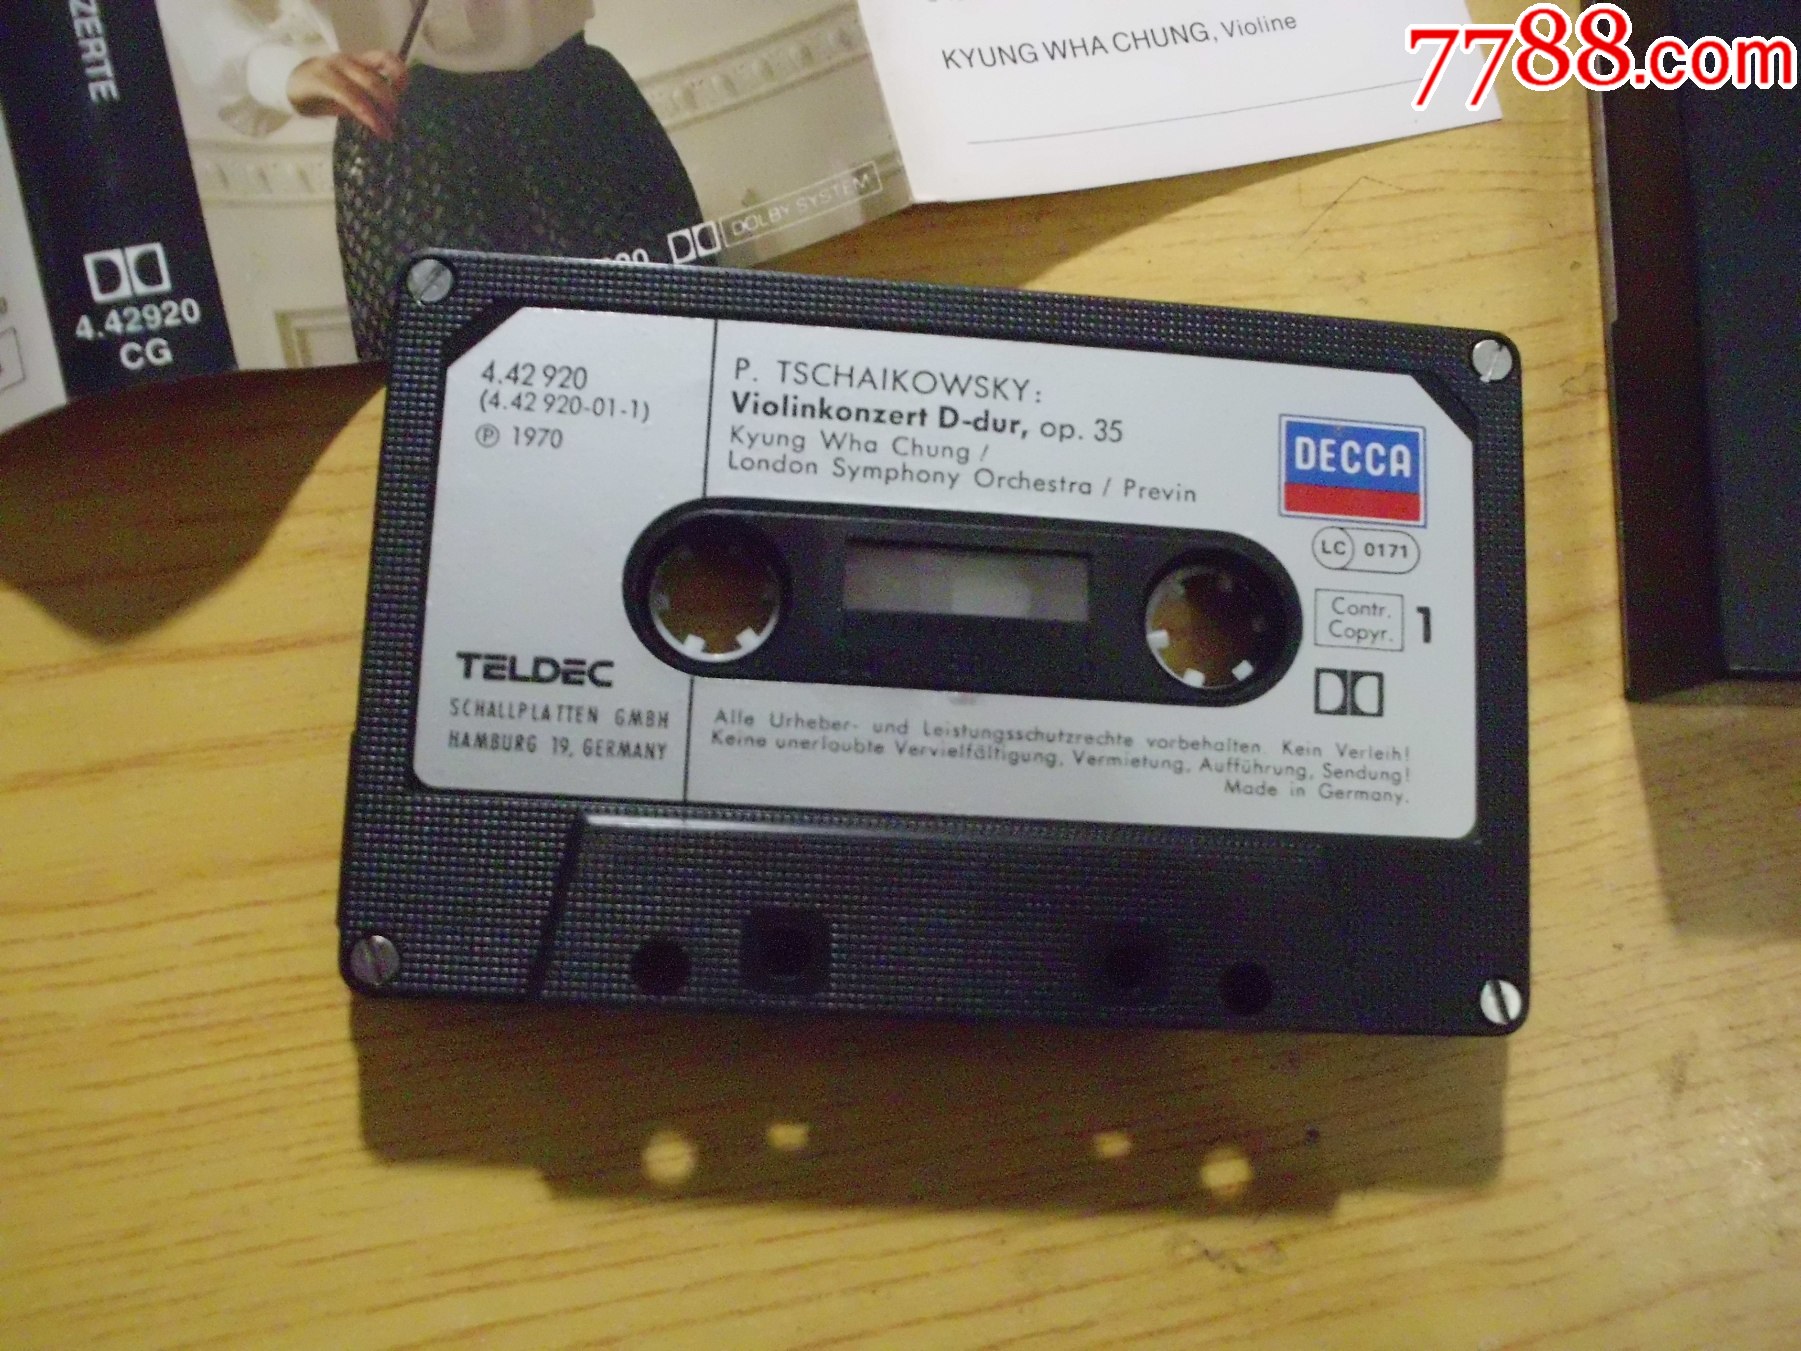 ZERTE
4.42920
CG
DOLBY SYSTEM
KYUNG WHA CHUNG, Violine
7788.com
4.42 920
(4.42 920-01-1)
℗ 1970
P. TSCHAIKOWSKY:
Violinkonzert D-dur, op. 35
Kyung Wha Chung /
London Symphony Orchestra / Previn
DECCA
LC 0171
Contr.
Copyr.
1
TELDEC
SCHALLPLATTEN GMBH
HAMBURG 19, GERMANY
Alle Urheber- und Leistungsschutzrechte vorbehalten. Kein Verleih!
Keine unerlaubte Vervielfältigung, Vermietung, Aufführung, Sendung!
Made in Germany.